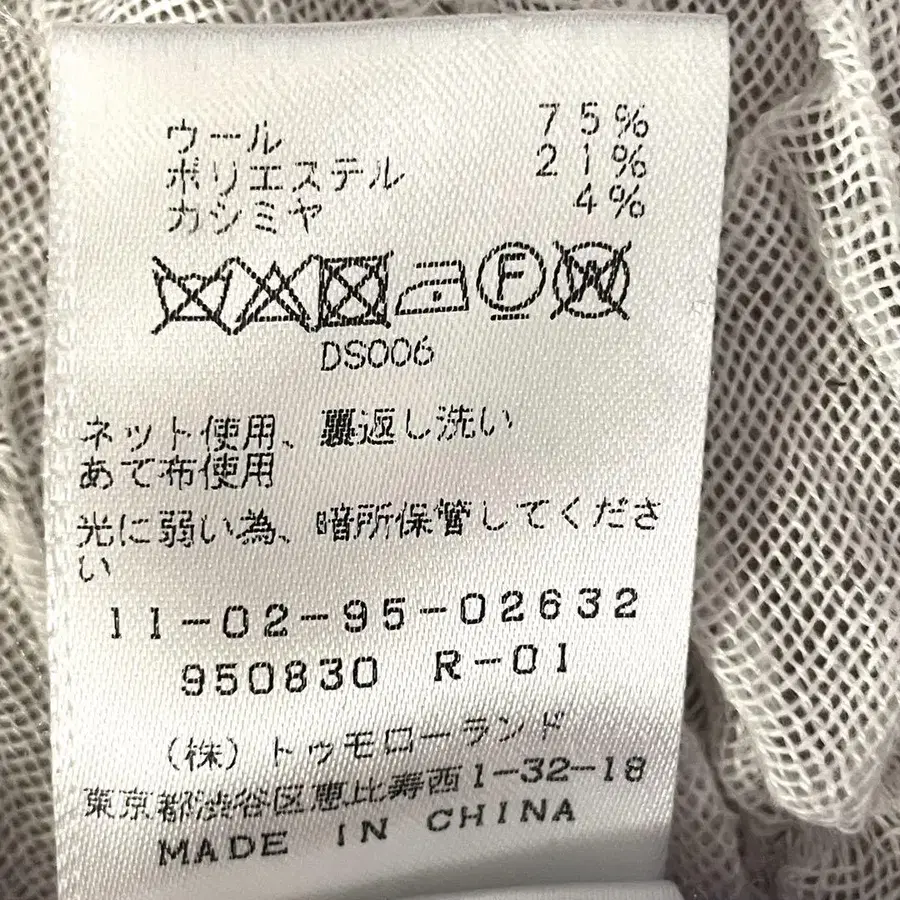 ウール 75%
ポリエステル 21%
カシミヤ 4%
F W
DS006
ネット使用、裏返し洗い
あて布使用
光に弱い為、暗所保管してくださ
い
11-02-95-02632
950830 R-01
(株)トゥモローランド
東京都渋谷区恵比寿西1-32-18
MADE IN CHINA